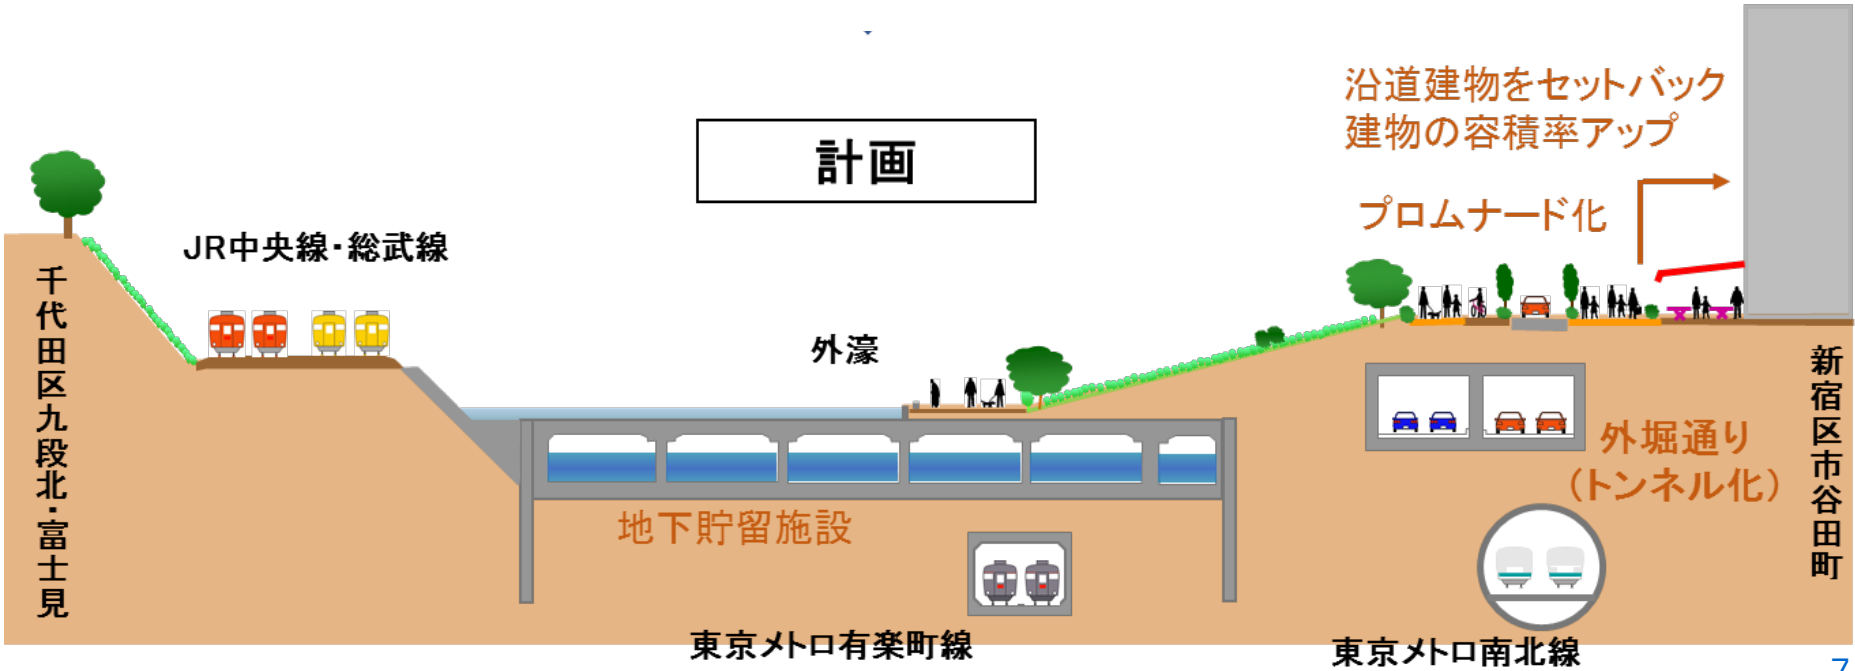 計画
沿道建物をセットバック
建物の容積率アップ
プロムナード化
JR中央線・総武線
千代田区九段北・富士見
外濠
新宿区市谷田町
外堀通り
（トンネル化）
地下貯留施設
東京メトロ有楽町線
東京メトロ南北線
7